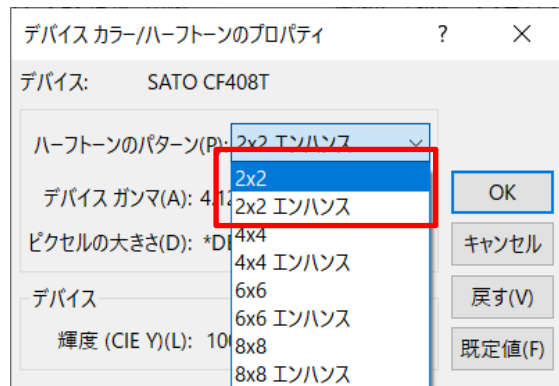 デバイス カラー/ハーフトーンのプロパティ ?
デバイス: SATO CF408T
ハーフトーンのパターン(P): 2x2 エンハンス
2x2
デバイス ガンマ(A):
2x2 エンハンス
OK
ピクセルの大きさ(D):
4x4
キャンセル
4x4 エンハンス
6x6
デバイス
戻す(V)
6x6 エンハンス
輝度 (CIE Y)(L):
8x8
既定値(F)
8x8 エンハンス